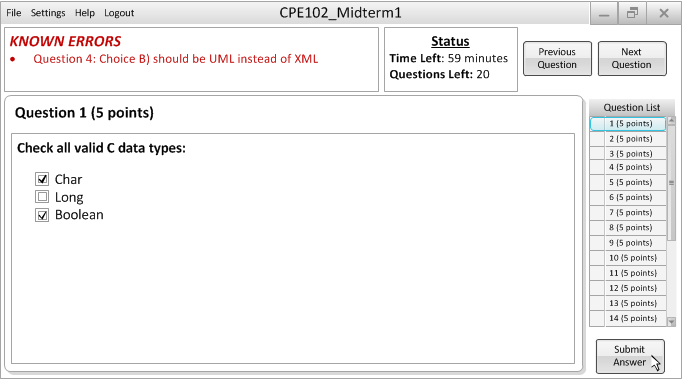 File Settings Help Logout
CPE102_Midterm1
KNOWN ERRORS
• Question 4: Choice B) should be UML instead of XML
Status
Time Left: 59 minutes
Questions Left: 20
Previous Question
Next Question
Question 1 (5 points)
Check all valid C data types:
Char
Long
Boolean
Question List
1 (5 points)
2 (5 points)
3 (5 points)
4 (5 points)
5 (5 points)
6 (5 points)
7 (5 points)
8 (5 points)
9 (5 points)
10 (5 points)
11 (5 points)
12 (5 points)
13 (5 points)
14 (5 points)
Submit
Answer